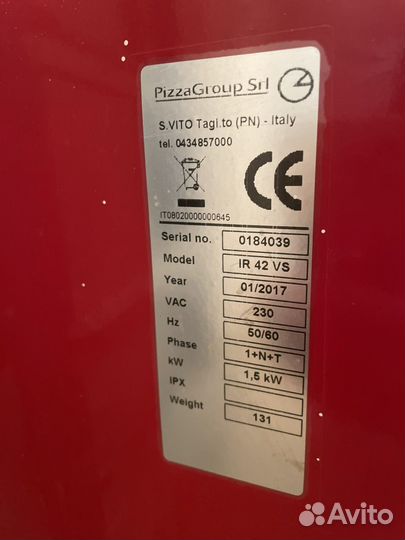 PizzaGroup Srl
S.VITO Tagl.to (PN) - Italy
tel. 0434857000
CE
IT08020000000645
Serial no. 0184039
Model IR 42 VS
Year 01/2017
VAC 230
Hz 50/60
Phase 1+N+T
kW 1,5 kW
IPX
Weight 131
Avito